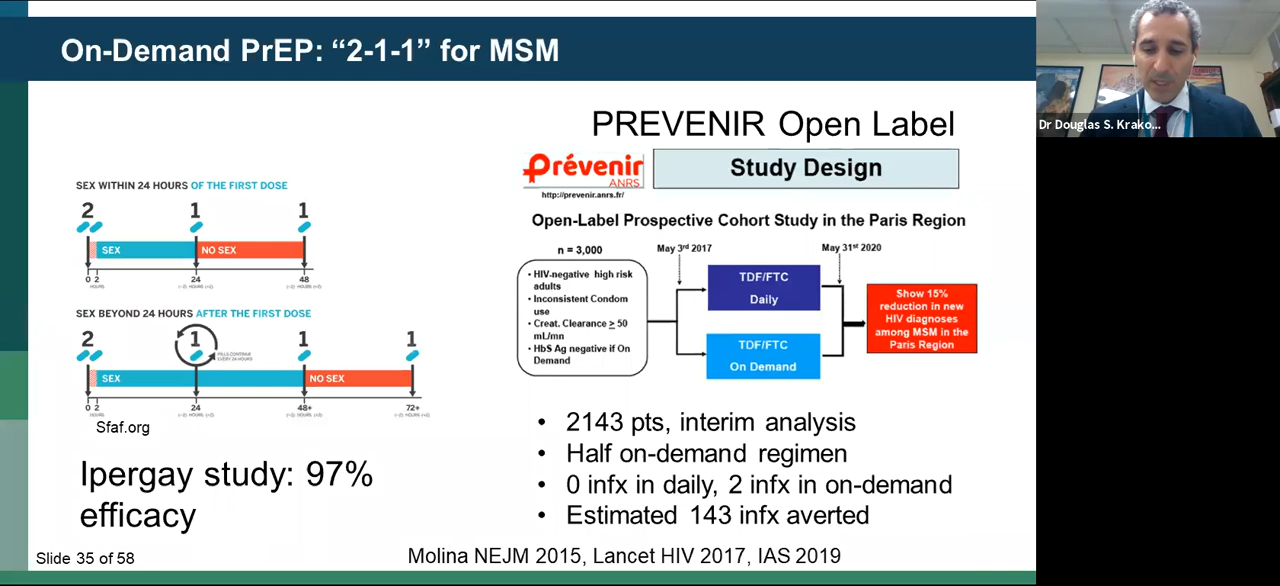 On-Demand PrEP: “2-1-1” for MSM
Dr Douglas S. Krako...
SEX WITHIN 24 HOURS OF THE FIRST DOSE
2 1 1
SEX NO SEX
0 2 24 48
HOURS
SEX BEYOND 24 HOURS AFTER THE FIRST DOSE
2 1 1 1
PILLS CONTINUE
EVERY 24 HOURS
SEX NO SEX
0 2 24 48+ 72+
HOURS
Sfaf.org
Ipergay study: 97%
efficacy
PREVENIR Open Label
Prévenir
ANRS
http://prevenir.anrs.fr/
Study Design
Open-Label Prospective Cohort Study in the Paris Region
n = 3,000
• HIV-negative high risk
adults
• Inconsistent Condom
use
• Creat. Clearance ≥ 50
mL/mn
• HbS Ag negative if On
Demand
May 3rd 2017
May 31st 2020
TDF/FTC
Daily
TDF/FTC
On Demand
Show 15%
reduction in new
HIV diagnoses
among MSM in the
Paris Region
• 2143 pts, interim analysis
• Half on-demand regimen
• 0 infx in daily, 2 infx in on-demand
• Estimated 143 infx averted
Slide 35 of 58
Molina NEJM 2015, Lancet HIV 2017, IAS 2019